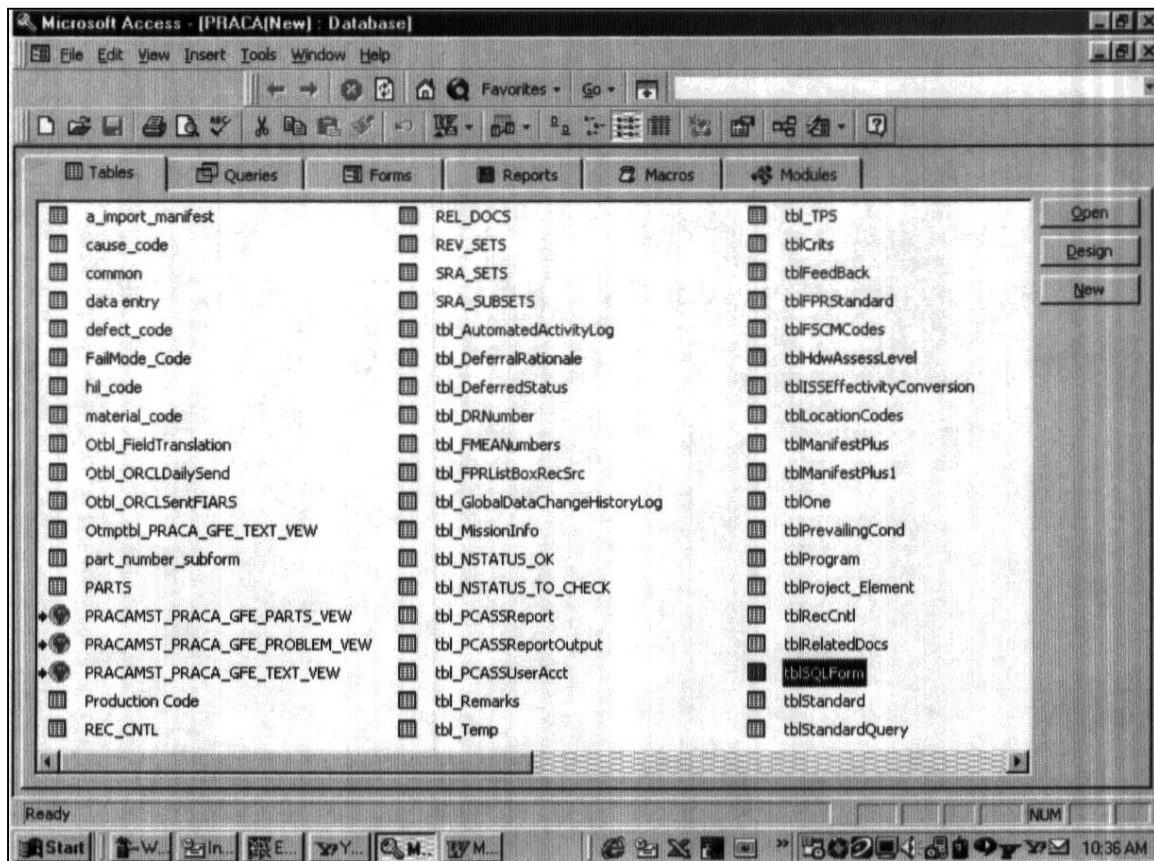 Microsoft Access - [PRACA(New) : Database]
File Edit View Insert Tools Window Help
Favorites Go
Tables Queries Forms Reports Macros Modules
a_import_manifest
cause_code
common
data entry
defect_code
FailMode_Code
hil_code
material_code
Otbl_FieldTranslation
Otbl_ORCLDailySend
Otbl_ORCLSentFIARS
Otmptbl_PRACA_GFE_TEXT_VEW
part_number_subform
PARTS
PRACAMST_PRACA_GFE_PARTS_VEW
PRACAMST_PRACA_GFE_PROBLEM_VEW
PRACAMST_PRACA_GFE_TEXT_VEW
Production Code
REC_CNTL
REL_DOCS
REV_SETS
SRA_SETS
SRA_SUBSETS
tbl_AutomatedActivityLog
tbl_DeferralRationale
tbl_DeferredStatus
tbl_DRNumber
tbl_FMEANumbers
tbl_FPRListBoxRecSrc
tbl_GlobalDataChangeHistoryLog
tbl_MissionInfo
tbl_NSTATUS_OK
tbl_NSTATUS_TO_CHECK
tbl_PCASSReport
tbl_PCASSReportOutput
tbl_PCASSUserAcct
tbl_Remarks
tbl_Temp
tbl_TPS
tblCrits
tblFeedBack
tblFPRStandard
tblFSCMCodes
tblHdwAssessLevel
tblISSEffectivityConversion
tblLocationCodes
tblManifestPlus
tblManifestPlus1
tblOne
tblPrevailingCond
tblProgram
tblProject_Element
tblRecCntl
tblRelatedDocs
tblSQLForm
tblStandard
tblStandardQuery
Open
Design
New
Ready
NUM
Start W... In... E... Y... M.. M... 10:36 AM